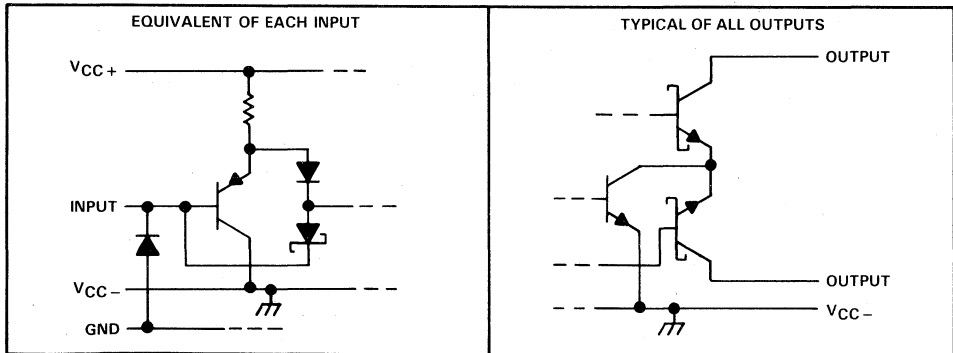 EQUIVALENT OF EACH INPUT
VCC+
INPUT
VCC−
GND
TYPICAL OF ALL OUTPUTS
OUTPUT
OUTPUT
VCC−